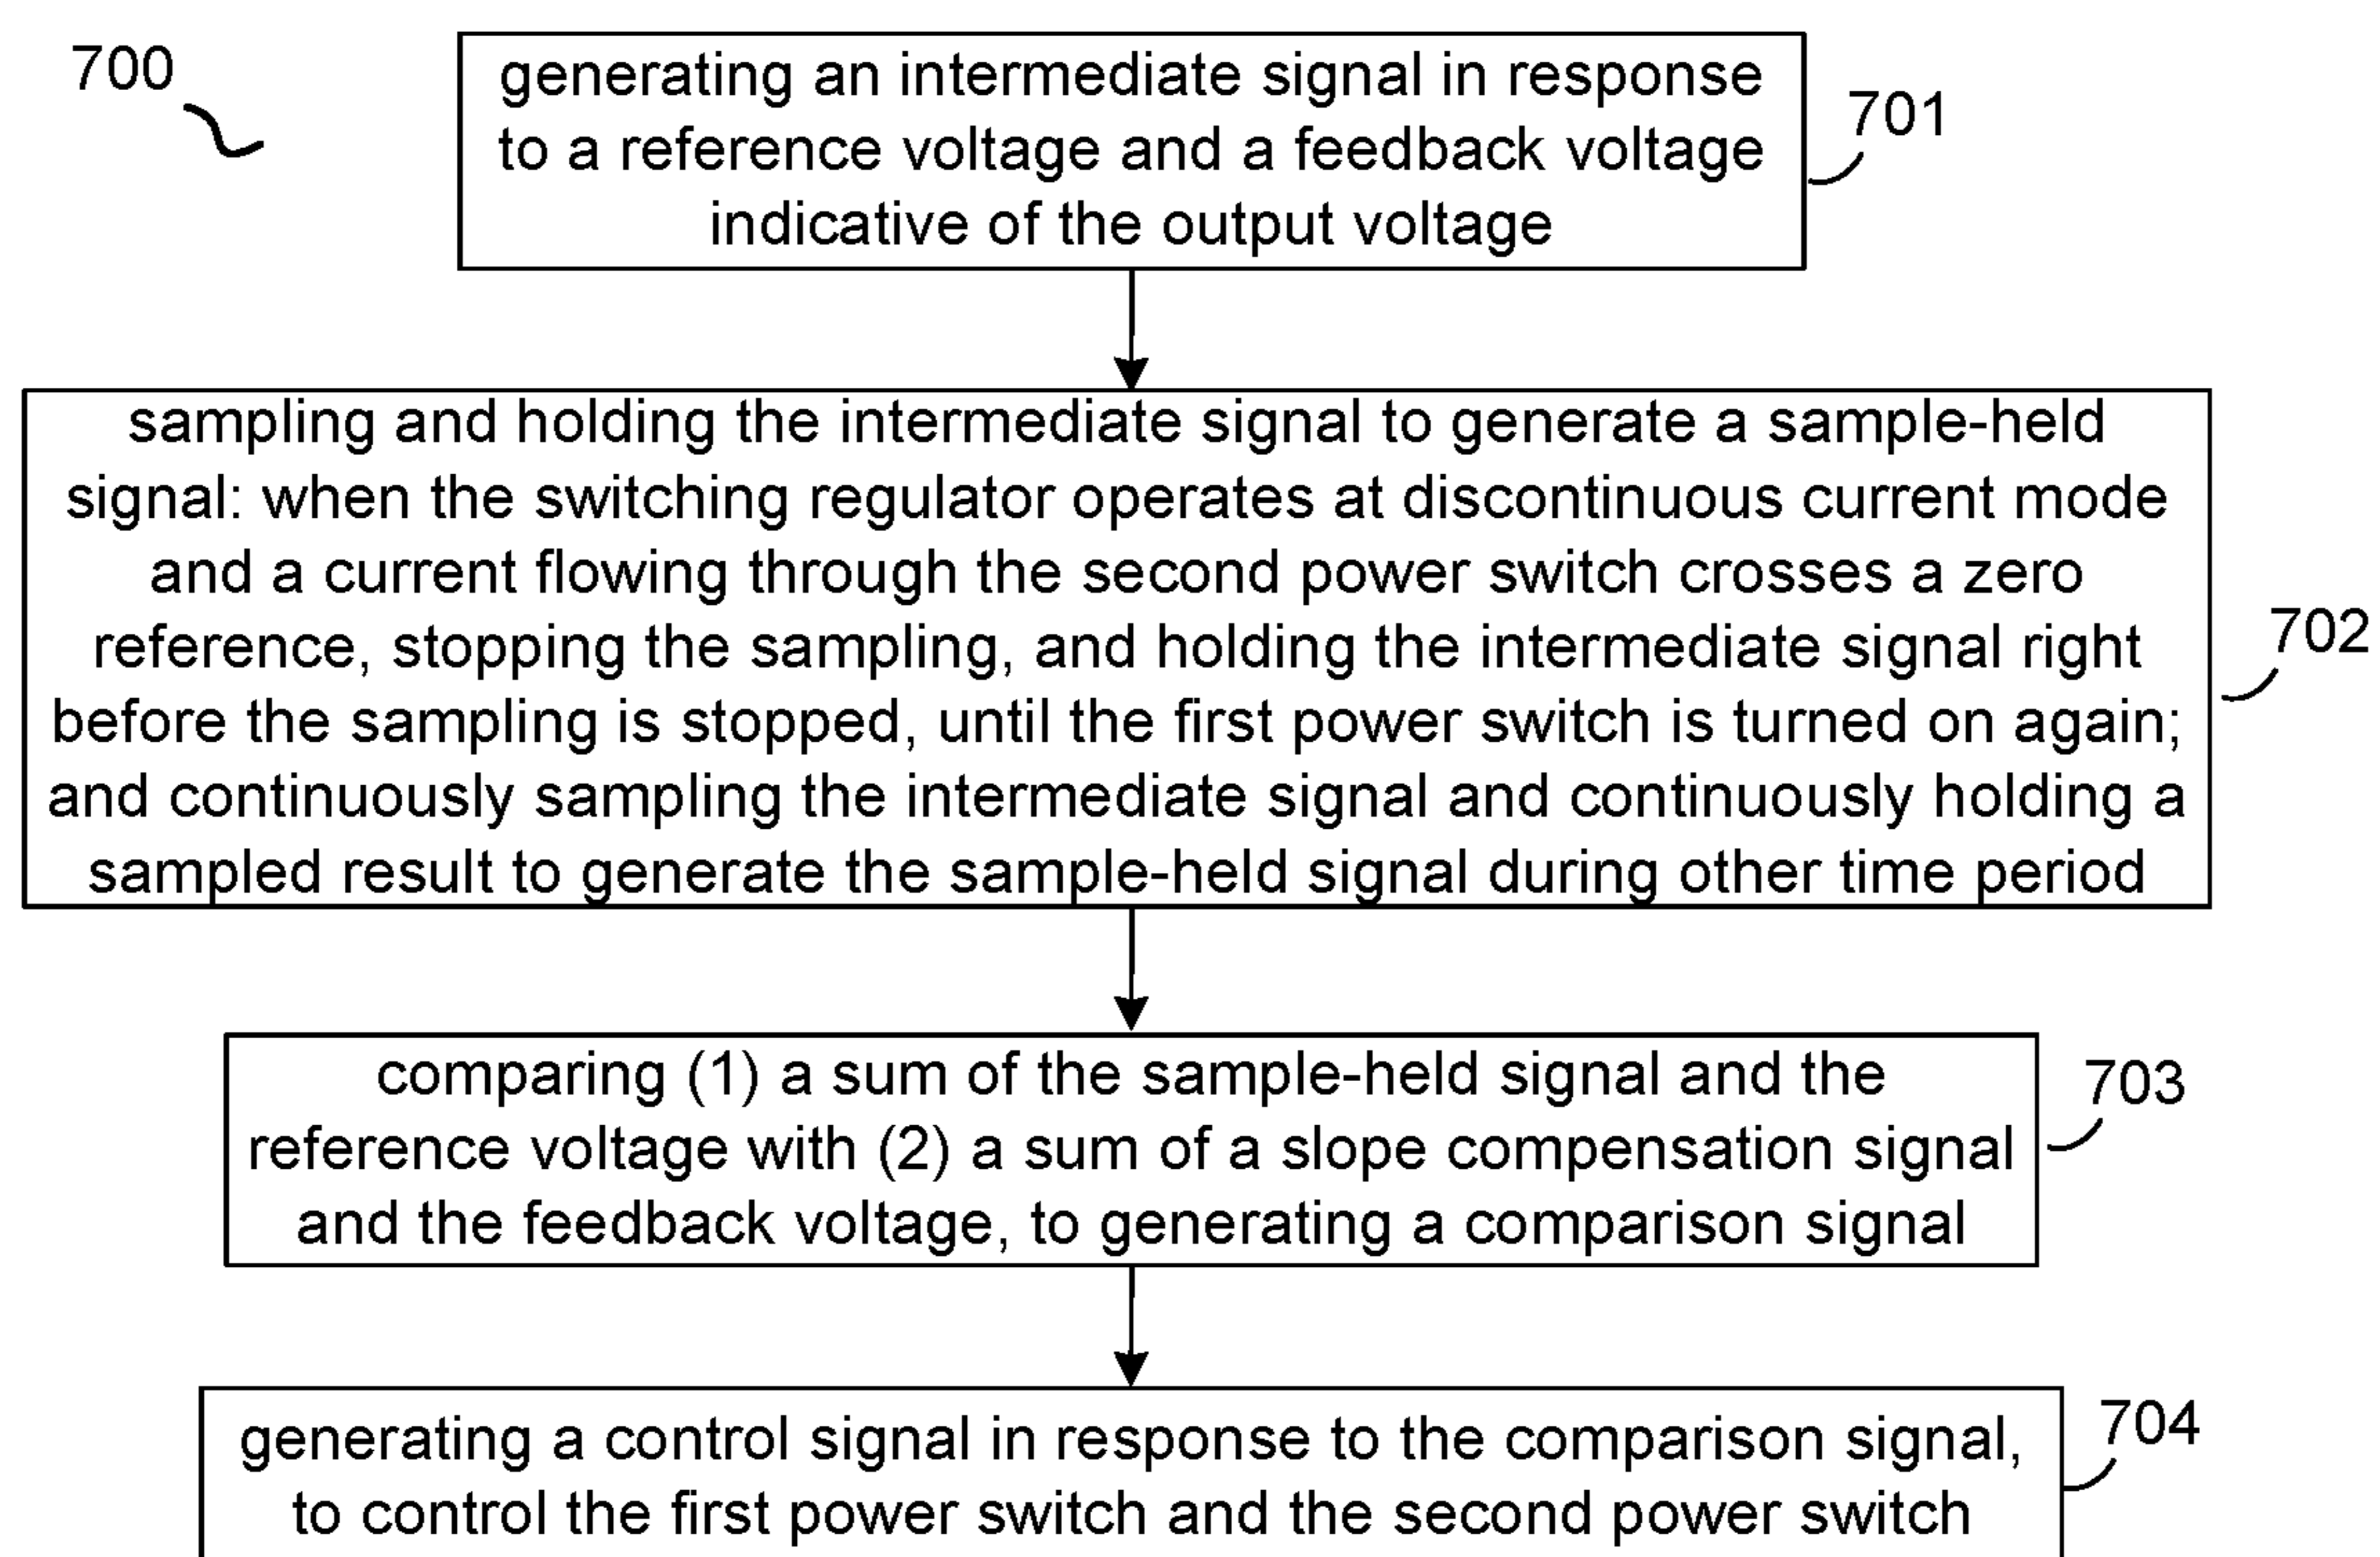 700
generating an intermediate signal in response
to a reference voltage and a feedback voltage
indicative of the output voltage
701
sampling and holding the intermediate signal to generate a sample-held
signal: when the switching regulator operates at discontinuous current mode
and a current flowing through the second power switch crosses a zero
reference, stopping the sampling, and holding the intermediate signal right
before the sampling is stopped, until the first power switch is turned on again;
and continuously sampling the intermediate signal and continuously holding a
sampled result to generate the sample-held signal during other time period
702
comparing (1) a sum of the sample-held signal and the
reference voltage with (2) a sum of a slope compensation signal
and the feedback voltage, to generating a comparison signal
703
generating a control signal in response to the comparison signal,
to control the first power switch and the second power switch
704